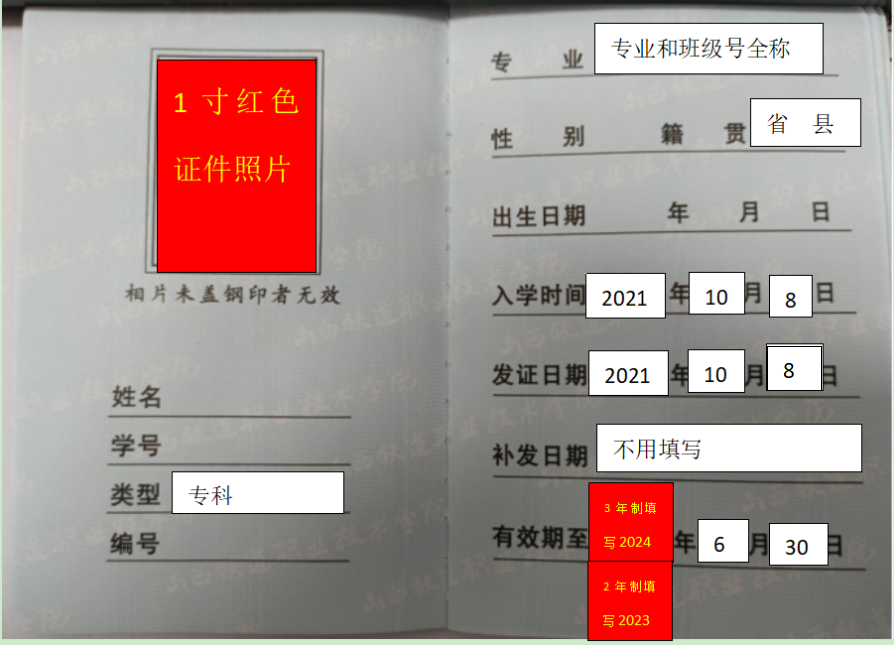 1 寸 红 色
证件照片
相片未盖钢印者无效
姓名
学号
类型 专科
编号
专 业 专业和班级号全称
性 别 籍 贯 省 县
出生日期 年 月 日
入学时间 2021 年 10 月 8 日
发证日期 2021 年 10 月 8 日
补发日期 不用填写
3 年制填
写 2024
有效期至 年 6 月 30 日
2 年制填
写 2023